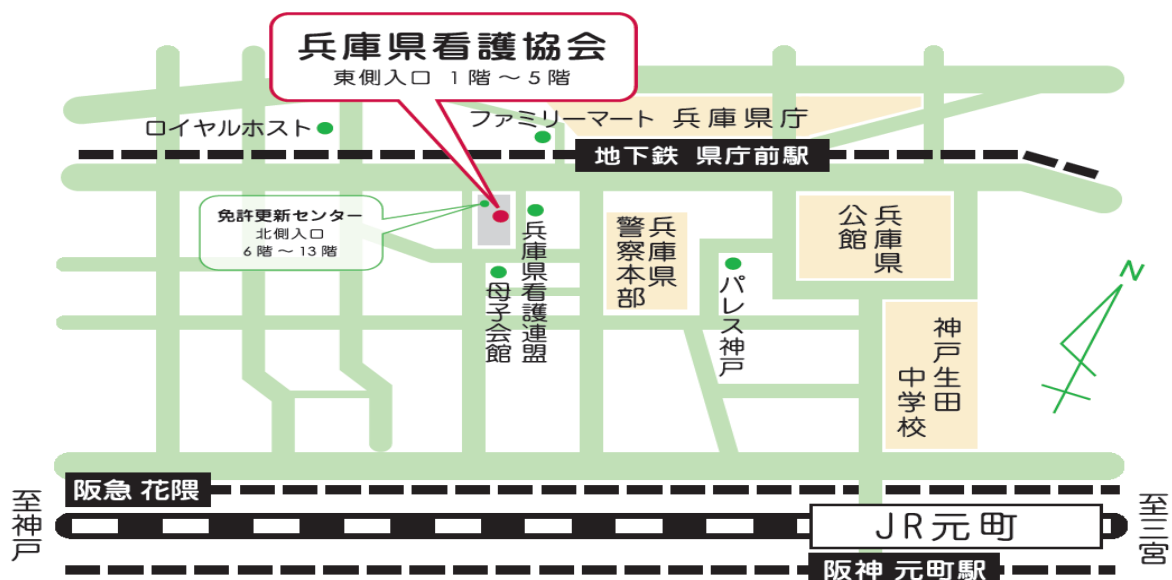 兵庫県看護協会
東側入口 1階～5階
ロイヤルホスト
ファミリーマート
兵庫県庁
地下鉄 県庁前駅
免許更新センター
北側入口
6階～13階
兵庫県看護連盟
母子会館
兵庫県
警察本部
パレス神戸
兵庫県
公館
神戸生田
中学校
N
阪急 花隈
至神戸
JR元町
至三宮
阪神 元町駅